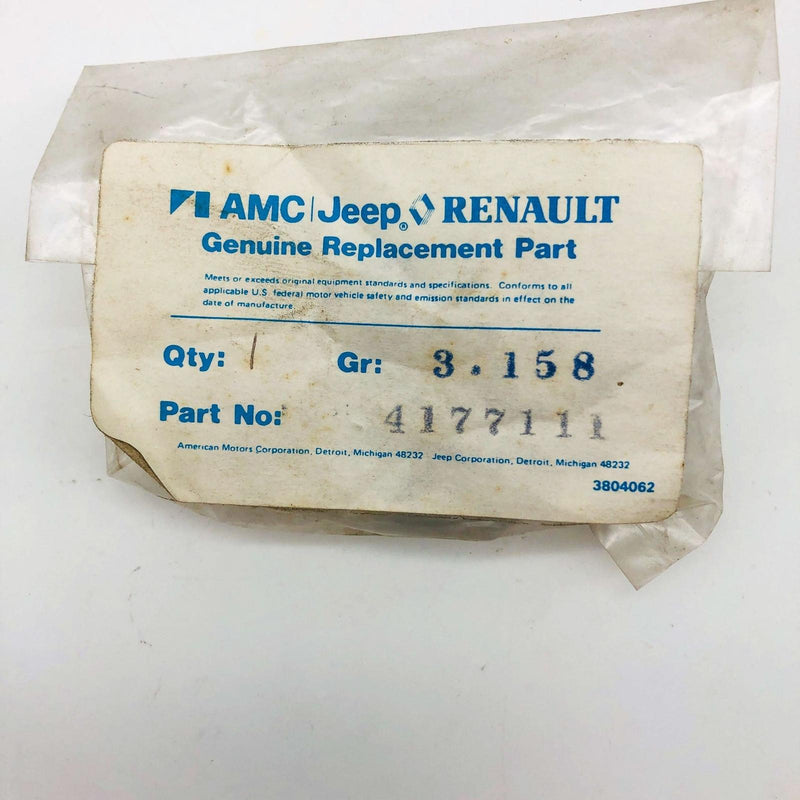 AMC | Jeep® RENAULT
Genuine Replacement Part
Meets or exceeds original equipment standards and specifications. Conforms to all
applicable U.S. federal motor vehicle safety and emission standards in effect on the
date of manufacture.
Qty: 1 Gr: 3.158
Part No: 4177111
American Motors Corporation, Detroit, Michigan 48232 Jeep Corporation, Detroit, Michigan 48232
3804062